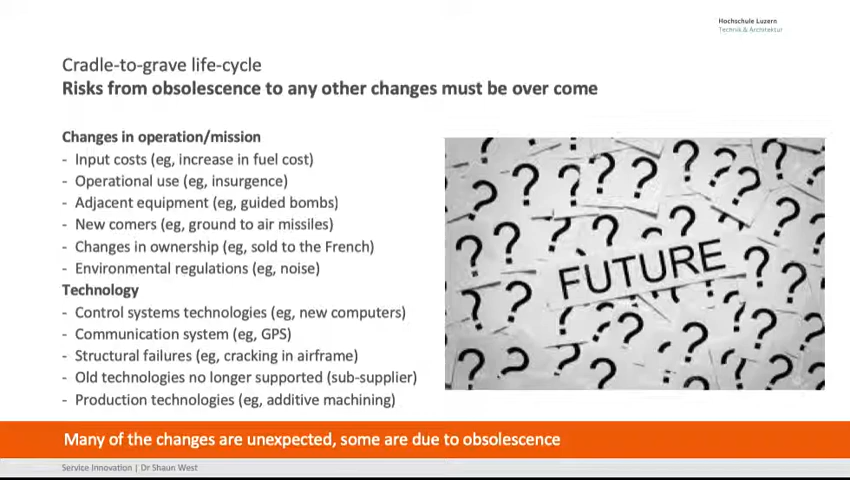 Hochschule Luzern
Technik & Architektur
Cradle-to-grave life-cycle
Risks from obsolescence to any other changes must be over come
Changes in operation/mission
- Input costs (eg, increase in fuel cost)
- Operational use (eg, insurgence)
- Adjacent equipment (eg, guided bombs)
- New comers (eg, ground to air missiles)
- Changes in ownership (eg, sold to the French)
- Environmental regulations (eg, noise)
Technology
- Control systems technologies (eg, new computers)
- Communication system (eg, GPS)
- Structural failures (eg, cracking in airframe)
- Old technologies no longer supported (sub-supplier)
- Production technologies (eg, additive machining)
FUTURE
Many of the changes are unexpected, some are due to obsolescence
Service Innovation | Dr Shaun West